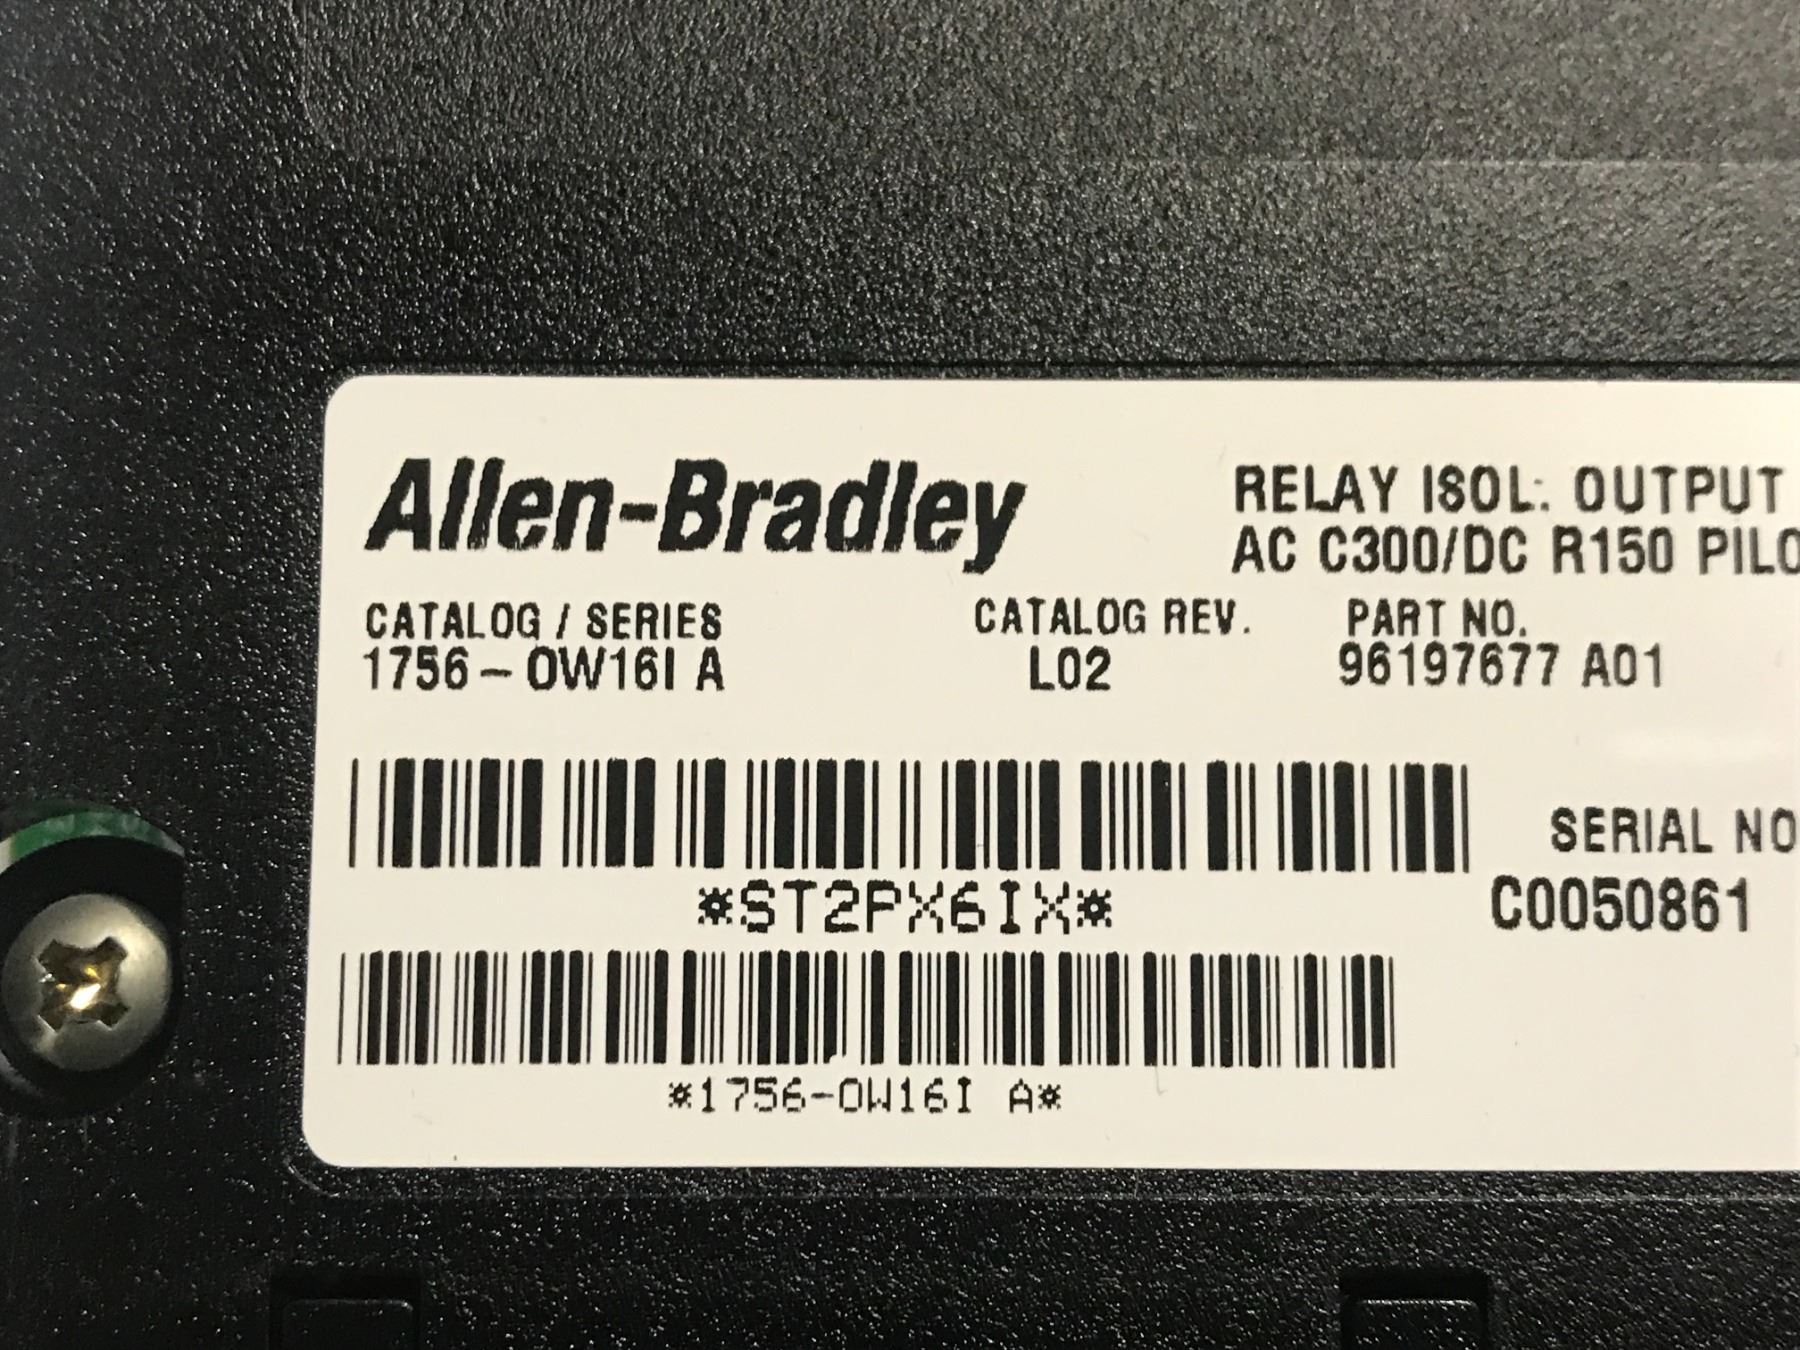 Allen-Bradley
RELAY ISOL: OUTPUT
AC C300/DC R150
CATALOG / SERIES
1756-OW16I A
CATALOG REV.
L02
PART NO.
96197677 A01
*ST2PX6IX*
SERIAL NO
C0050861
*1756-OW16I A*